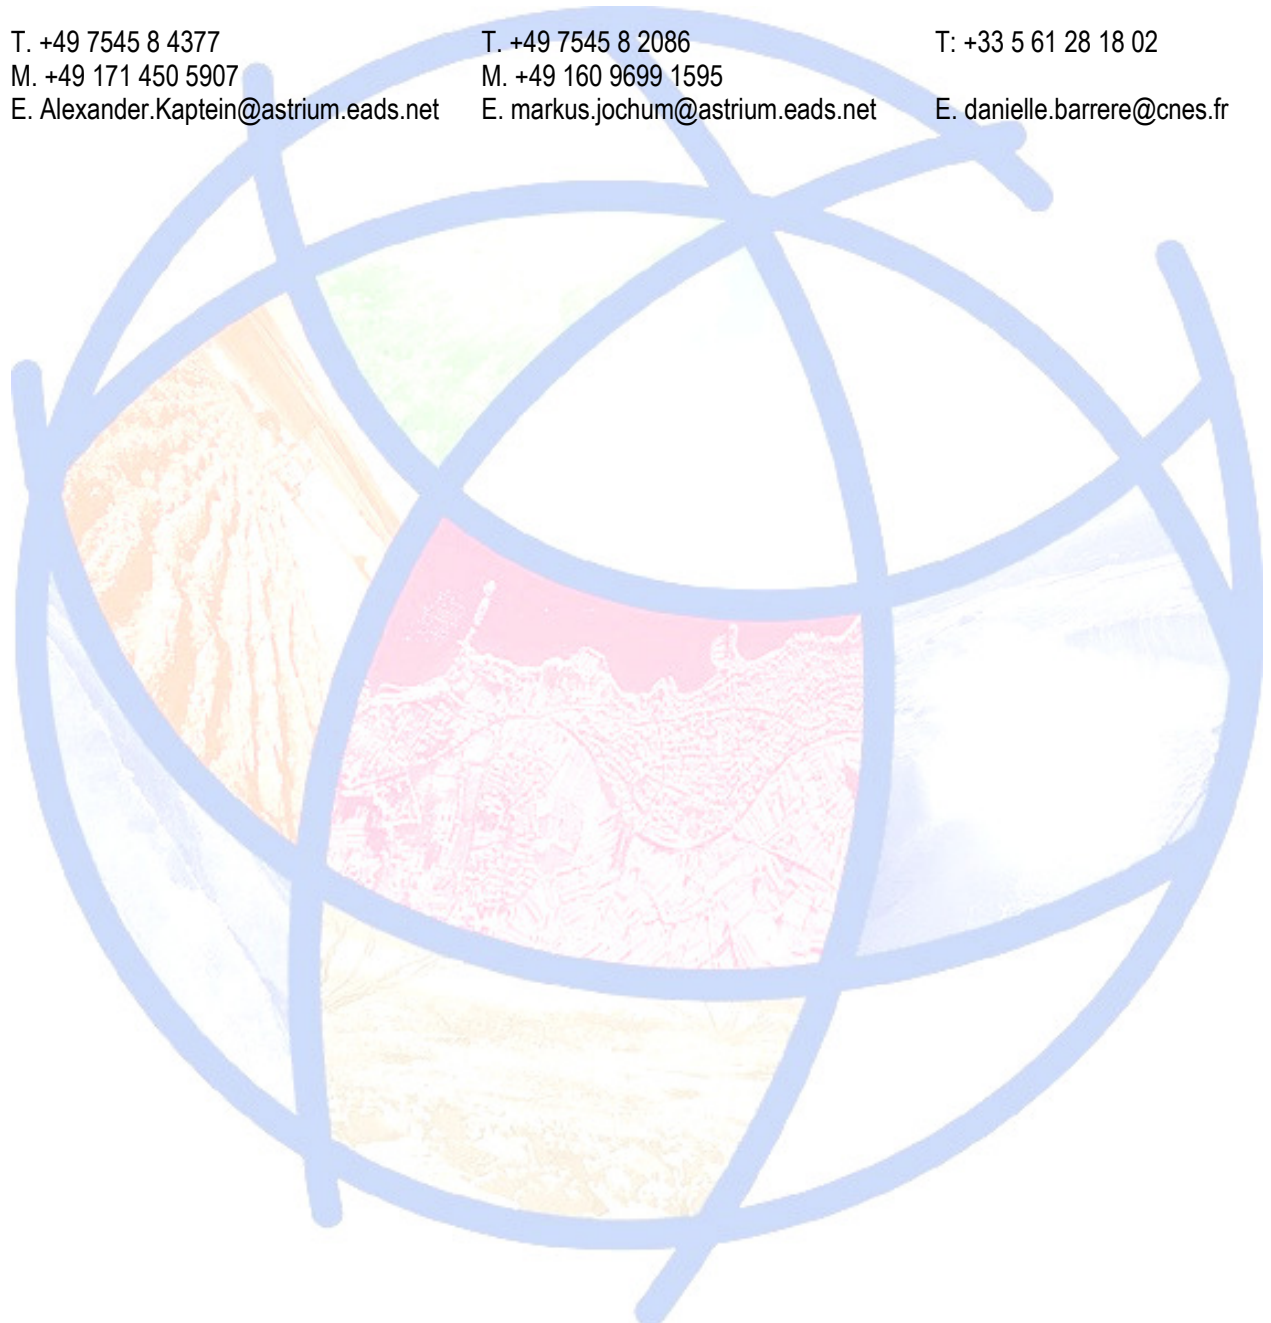 T. +49 7545 8 4377 T. +49 7545 8 2086 T: +33 5 61 28 18 02
M. +49 171 450 5907 M. +49 160 9699 1595
E. Alexander.Kaptein@astrium.eads.net E. markus.jochum@astrium.eads.net E. danielle.barrere@cnes.fr